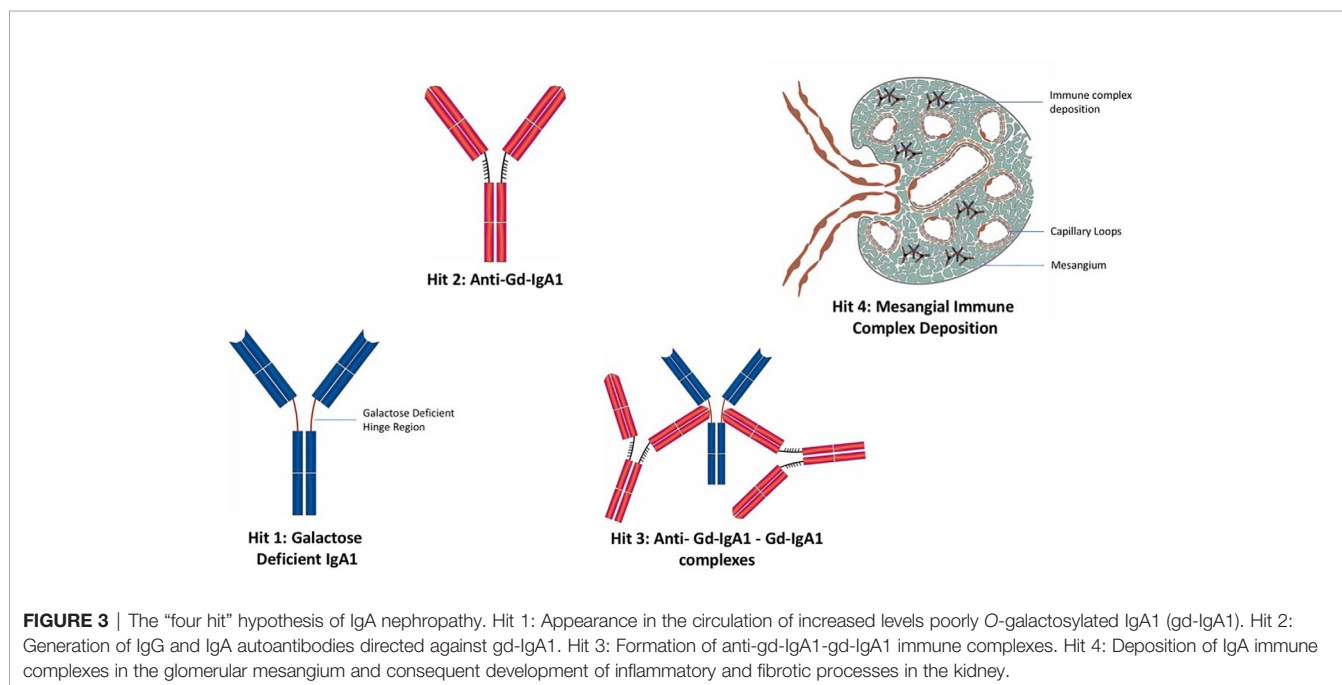 Immune complex
deposition
Capillary Loops
Mesangium
Hit 2: Anti-Gd-IgA1
Hit 4: Mesangial Immune
Complex Deposition
Galactose Deficient
Hinge Region
Hit 1: Galactose
Deficient IgA1
Hit 3: Anti- Gd-IgA1 - Gd-IgA1
complexes
FIGURE 3 | The “four hit” hypothesis of IgA nephropathy. Hit 1: Appearance in the circulation of increased levels poorly O-galactosylated IgA1 (gd-IgA1). Hit 2:
Generation of IgG and IgA autoantibodies directed against gd-IgA1. Hit 3: Formation of anti-gd-IgA1-gd-IgA1 immune complexes. Hit 4: Deposition of IgA immune
complexes in the glomerular mesangium and consequent development of inflammatory and fibrotic processes in the kidney.